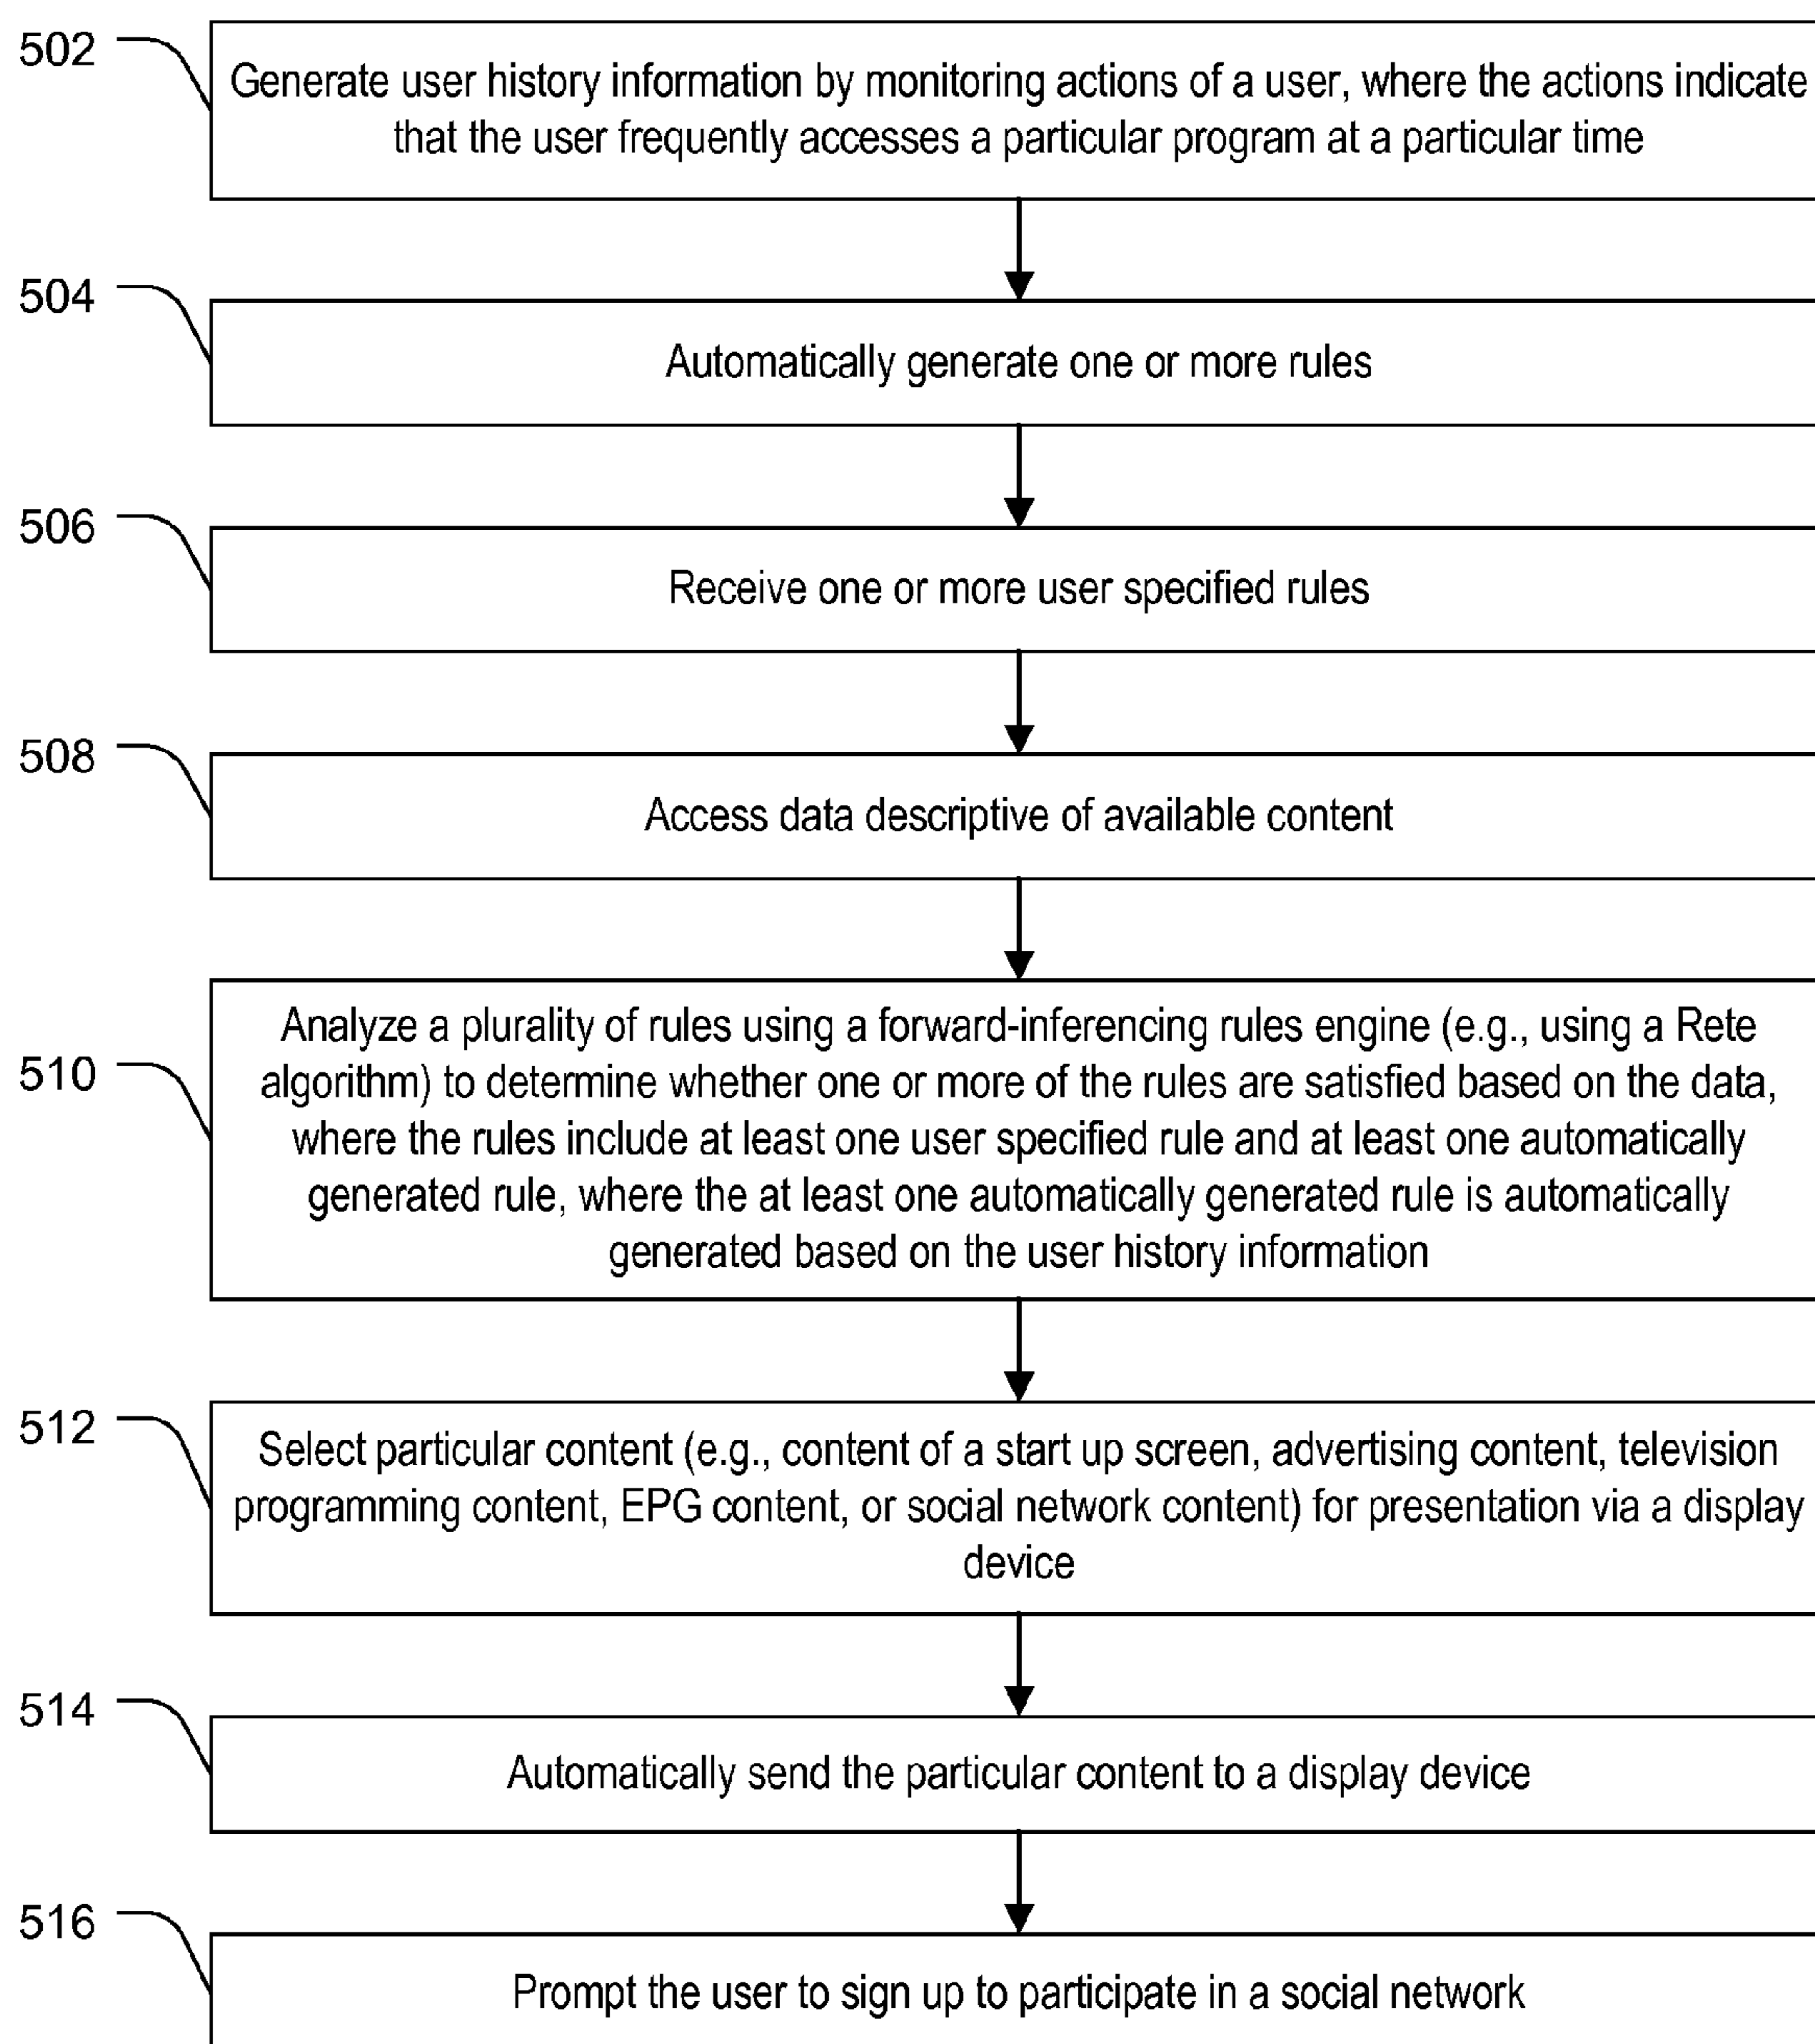 502
Generate user history information by monitoring actions of a user, where the actions indicate
that the user frequently accesses a particular program at a particular time
504
Automatically generate one or more rules
506
Receive one or more user specified rules
508
Access data descriptive of available content
510
Analyze a plurality of rules using a forward-inferencing rules engine (e.g., using a Rete
algorithm) to determine whether one or more of the rules are satisfied based on the data,
where the rules include at least one user specified rule and at least one automatically
generated rule, where the at least one automatically generated rule is automatically
generated based on the user history information
512
Select particular content (e.g., content of a start up screen, advertising content, television
programming content, EPG content, or social network content) for presentation via a display
device
514
Automatically send the particular content to a display device
516
Prompt the user to sign up to participate in a social network